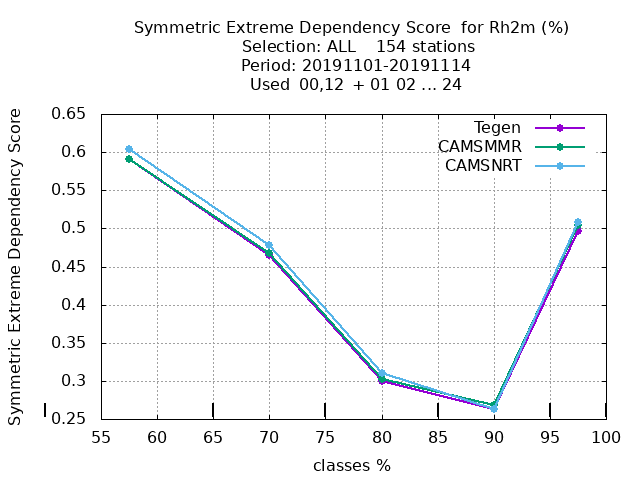 Symmetric Extreme Dependency Score  for Rh2m (%)
Selection: ALL    154 stations
Period: 20191101-20191114
Used  00,12  + 01 02 ... 24
Symmetric Extreme Dependency Score
0.65
0.6
0.55
0.5
0.45
0.4
0.35
0.3
0.25
Tegen
CAMSMMR
CAMSNRT
55 60 65 70 75 80 85 90 95 100
classes %